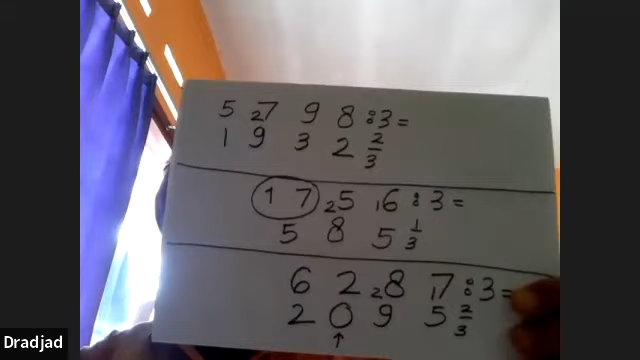 5 ₂7 9 8 : 3 =
1 9 3 2 2/3
1 7 ₂5 ₁6 : 3 =
5 8 5 1/3
6 2 ₂8 ₁7 : 3 =
2 0 9 5 2/3
↑
Dradjad